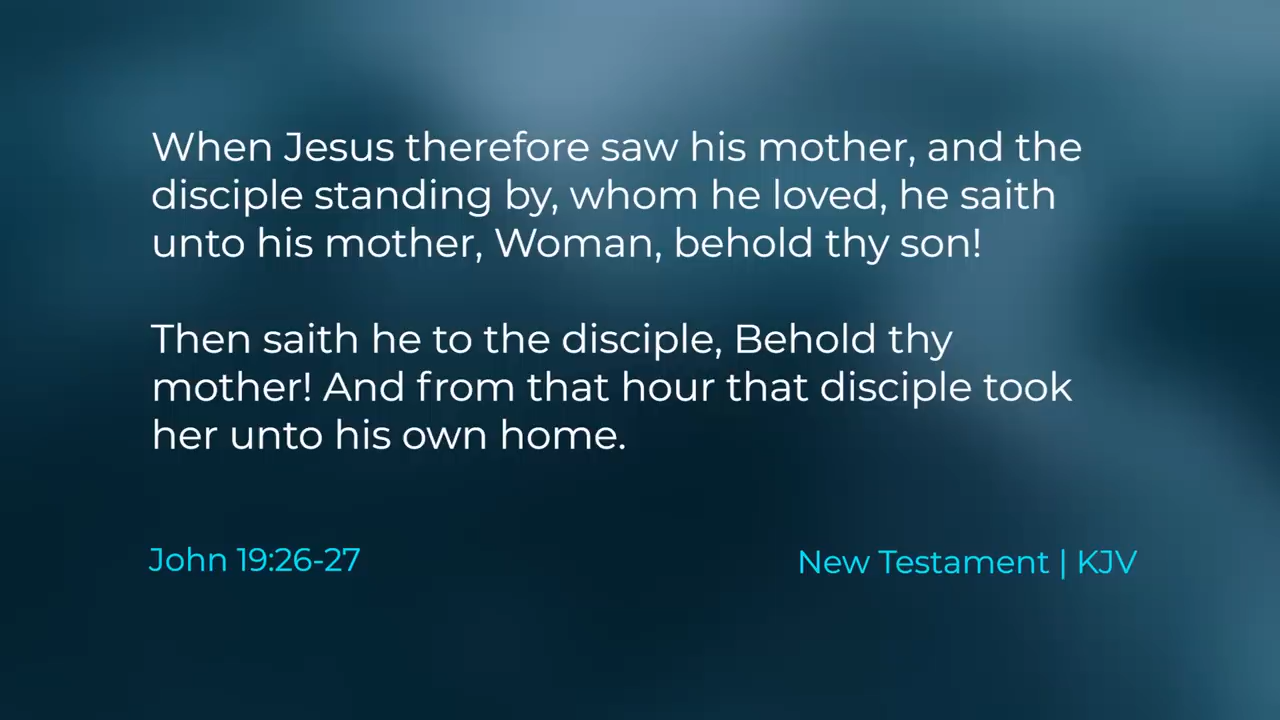 When Jesus therefore saw his mother, and the
disciple standing by, whom he loved, he saith
unto his mother, Woman, behold thy son!
Then saith he to the disciple, Behold thy
mother! And from that hour that disciple took
her unto his own home.
John 19:26-27
New Testament | KJV